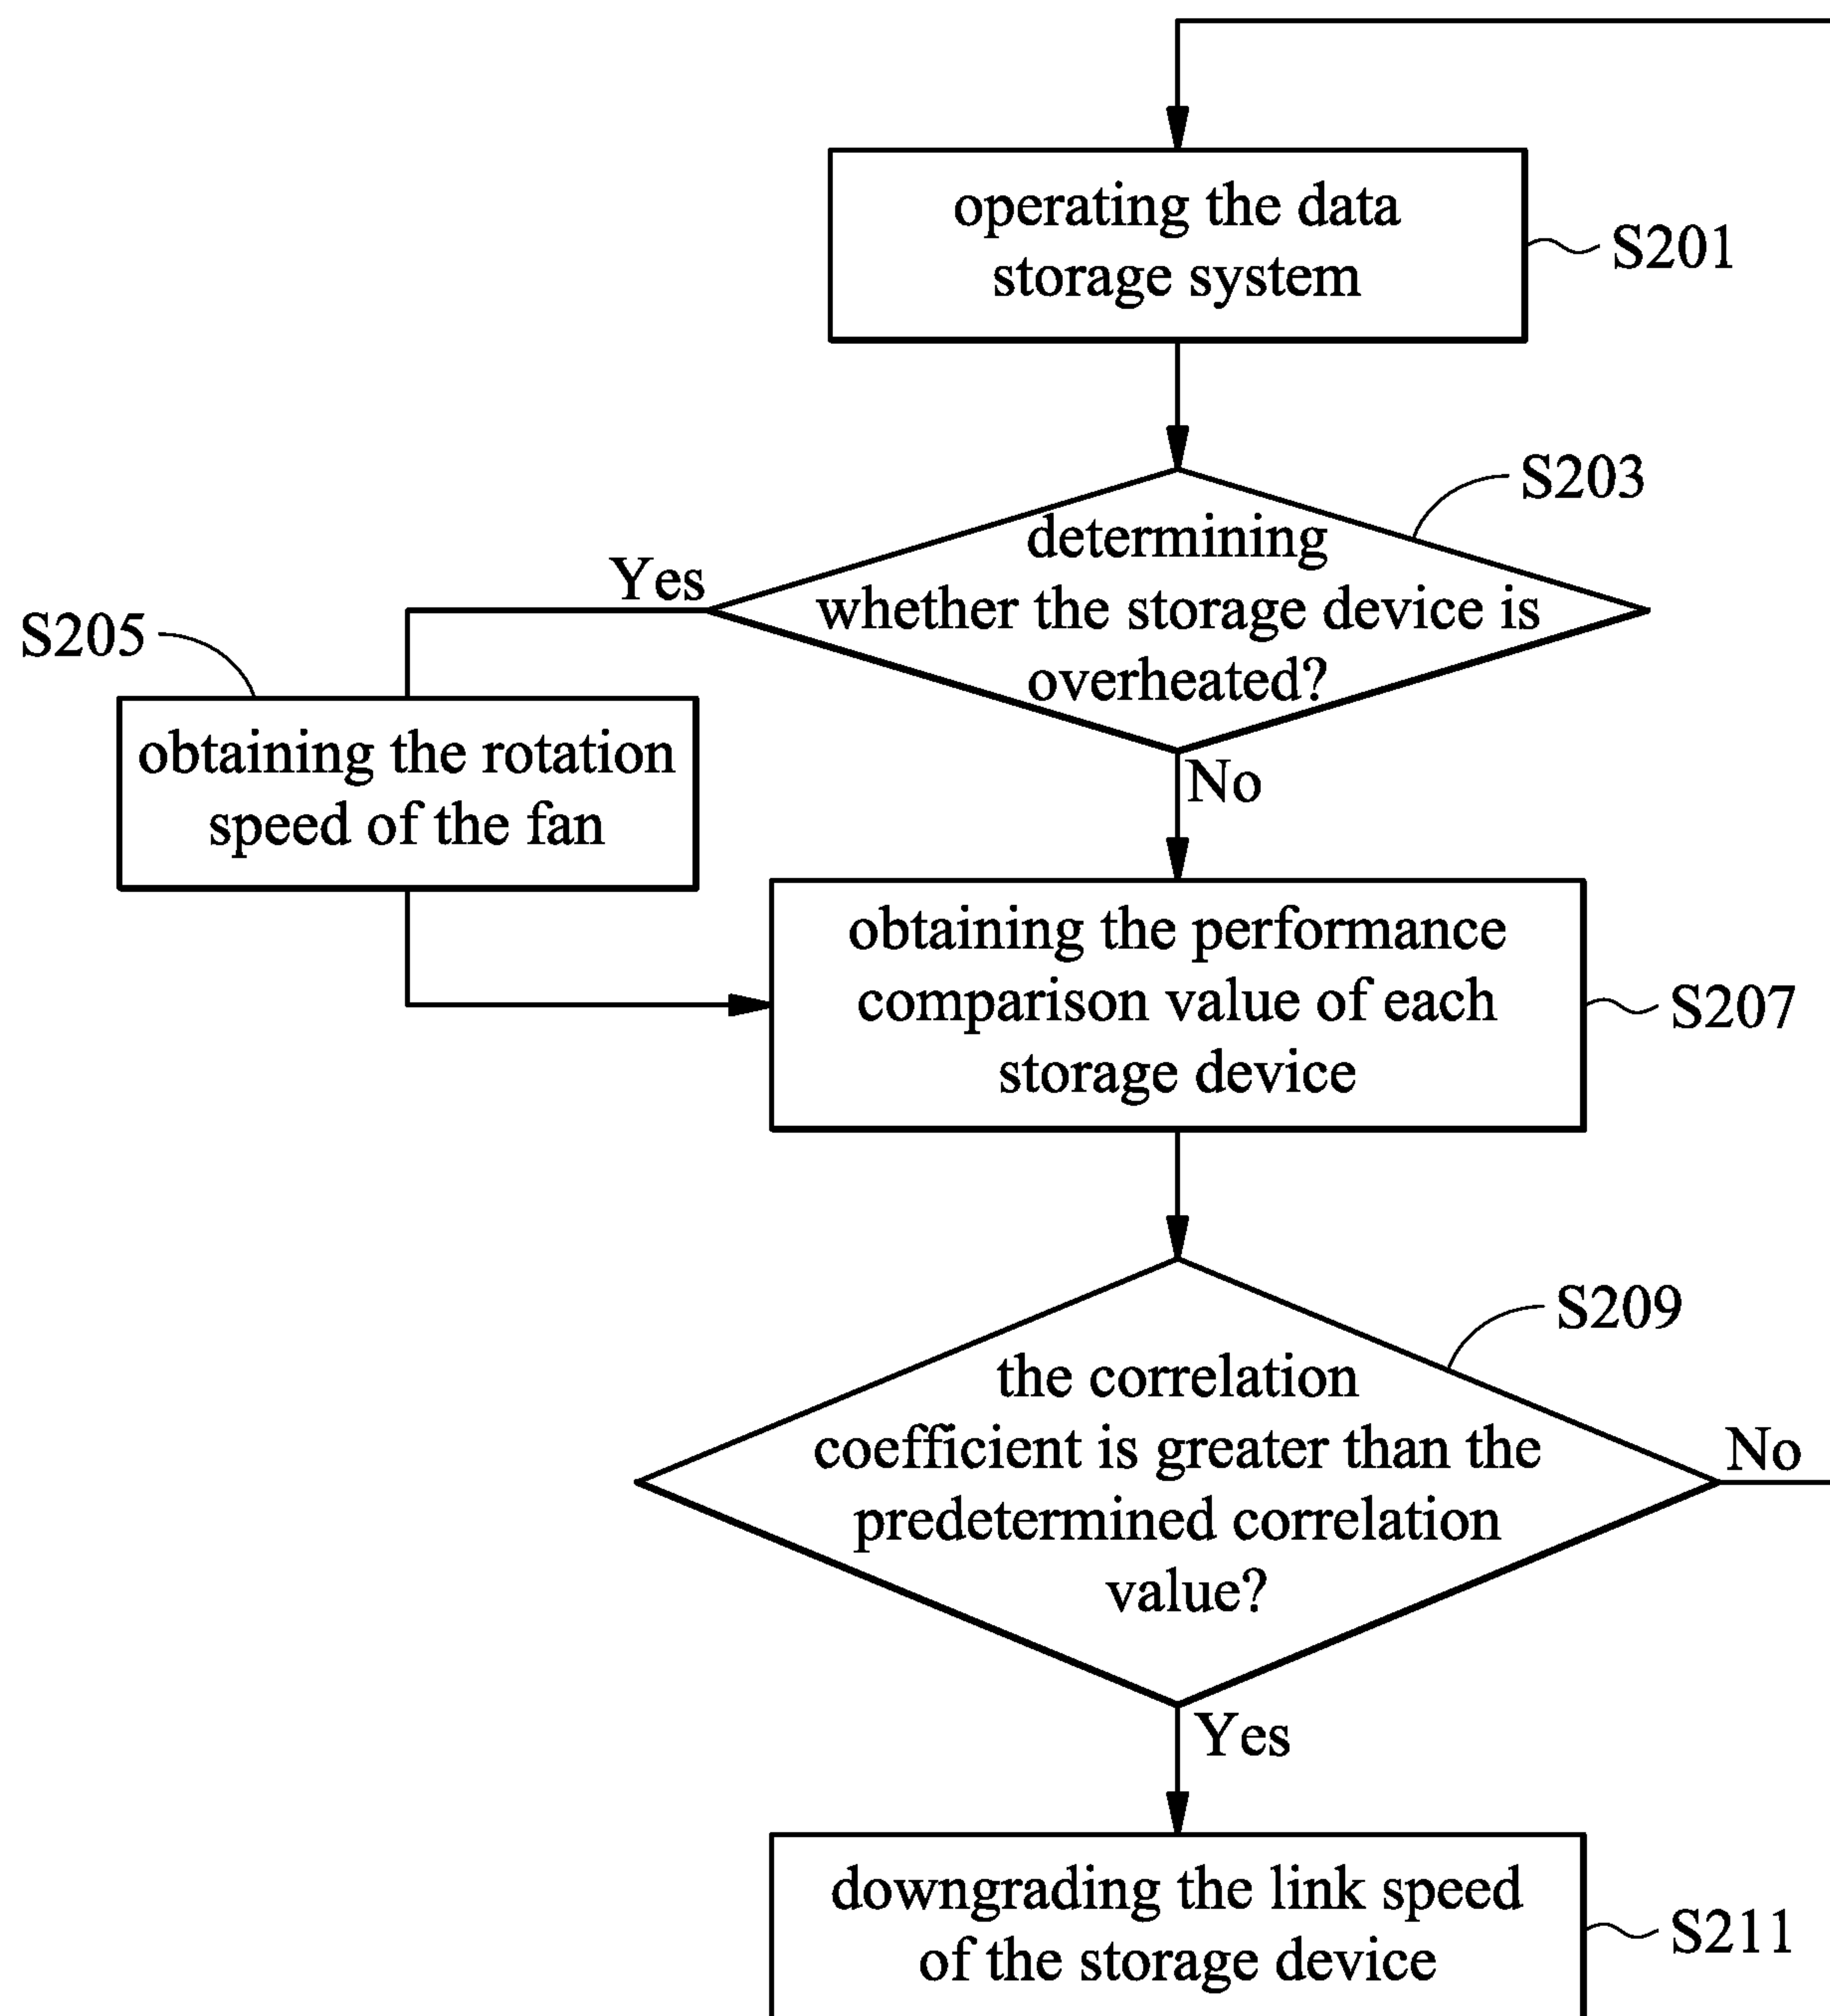 operating the data
storage system
S201
S203
determining
whether the storage device is
overheated?
Yes
S205
obtaining the rotation
speed of the fan
No
obtaining the performance
comparison value of each
storage device
S207
S209
the correlation
coefficient is greater than the
predetermined correlation
value?
No
Yes
downgrading the link speed
of the storage device
S211